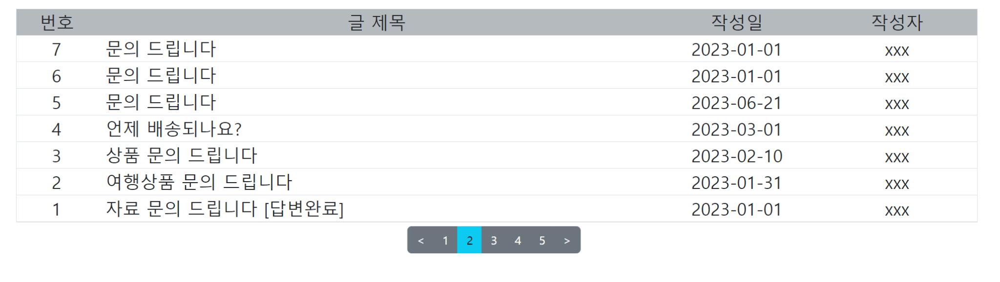 번호 글 제목 작성일 작성자
7 문의 드립니다 2023-01-01 xxx
6 문의 드립니다 2023-01-01 xxx
5 문의 드립니다 2023-06-21 xxx
4 언제 배송되나요? 2023-03-01 xxx
3 상품 문의 드립니다 2023-02-10 xxx
2 여행상품 문의 드립니다 2023-01-31 xxx
1 자료 문의 드립니다 [답변완료] 2023-01-01 xxx
< 1 2 3 4 5 >